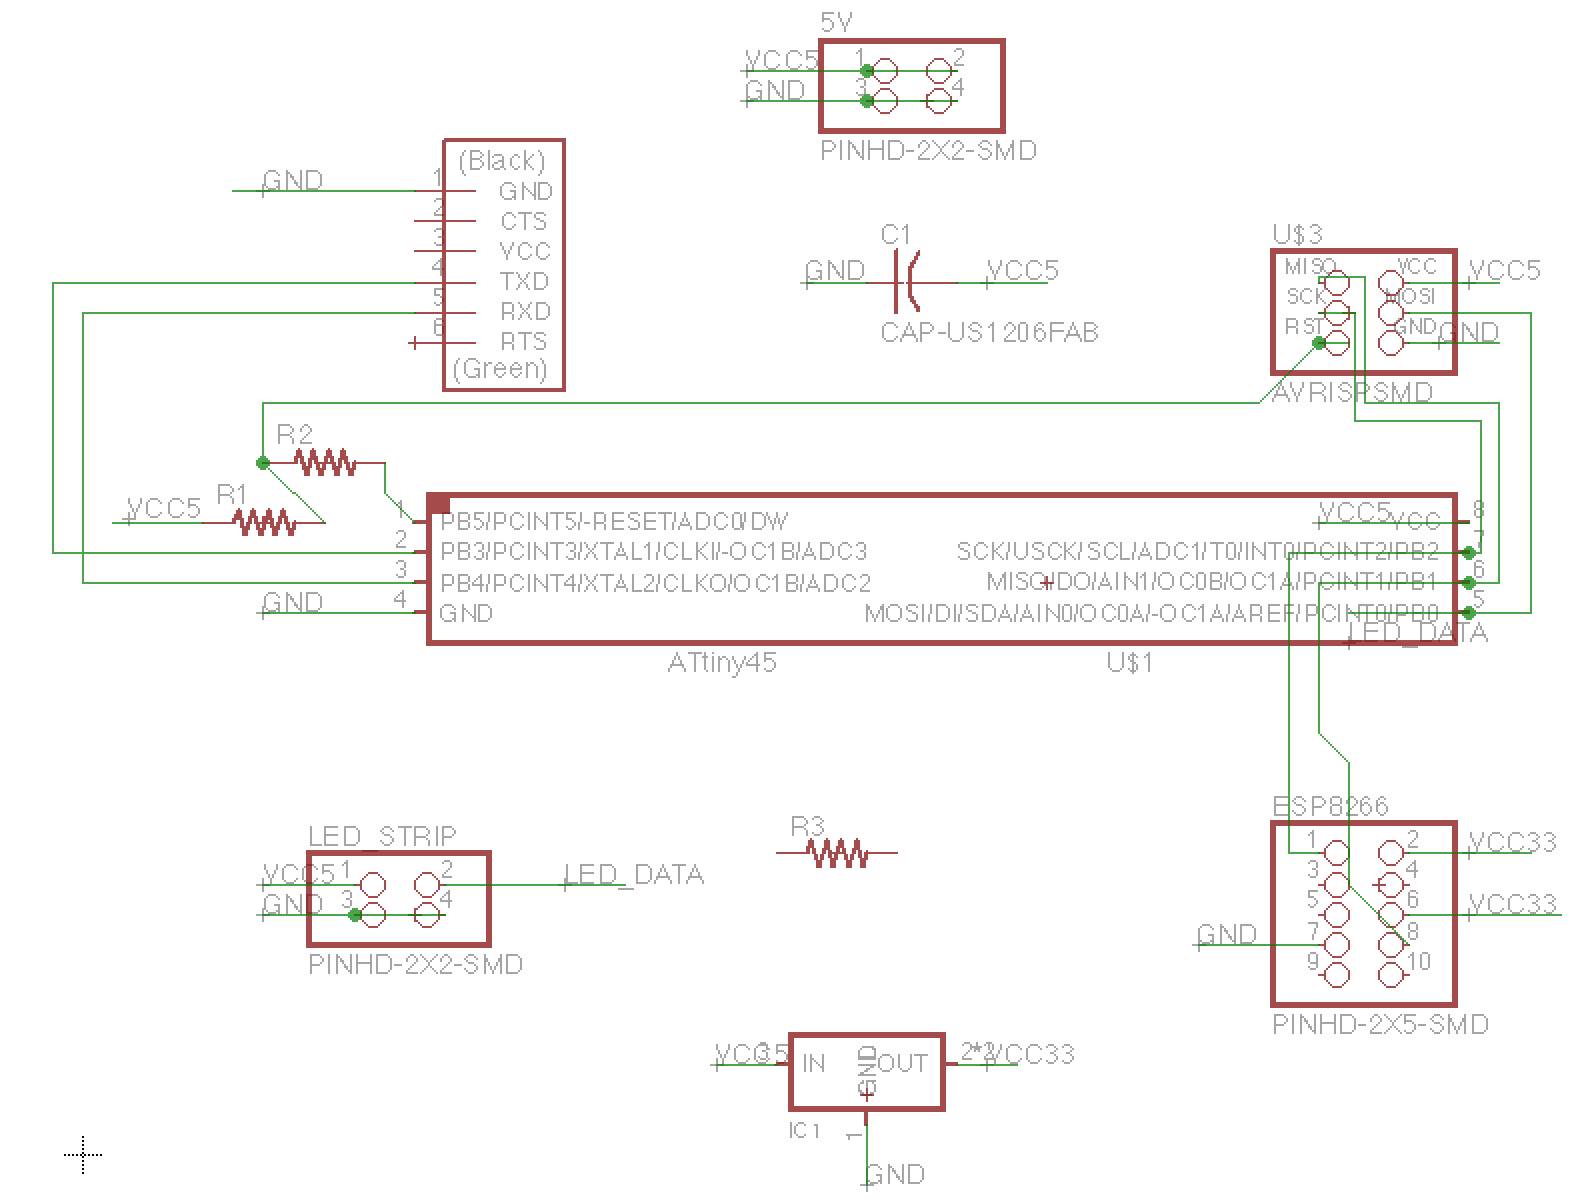 5V
VCC5 1 2
GND 3 4
PINHD-2X2-SMD
(Black)
GND 1 GND
2 CTS
3 VCC
4 TXD
5 RXD
6 RTS
(Green)
C1
GND VCC5
CAP-US1206FAB
U$3
MISO VCC VCC5
SCK MOSI
RST GND GND
AVRISPSMD
R2
R1
VCC5
1 PB5/PCINT5/-RESET/ADC0/DW VCC5 VCC 8
2 PB3/PCINT3/XTAL1/CLKI/-OC1B/ADC3 SCK/USCK/SCL/ADC1/T0/INT0/PCINT2/PB2 7
3 PB4/PCINT4/XTAL2/CLKO/OC1B/ADC2 MISO/DO/AIN1/OC0B/OC1A/PCINT1/PB1 6
GND 4 GND MOSI/DI/SDA/AIN0/OC0A/-OC1A/AREF/PCINT0/PB0 5
LED_DATA
ATtiny45 U$1
LED_STRIP
VCC5 1 2 LED_DATA
GND 3 4
PINHD-2X2-SMD
R3
ESP8266
1 2 VCC33
3 4
5 6 VCC33
GND 7 8
9 10
PINHD-2X5-SMD
VCC5 3 IN GND OUT VCC33
IC1 1
GND